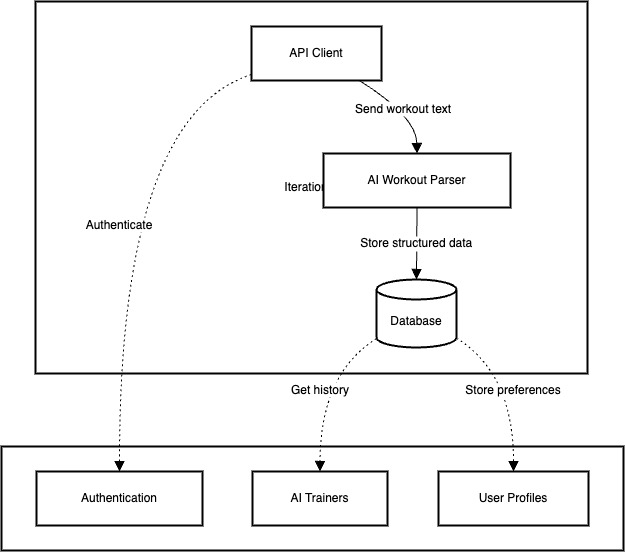 API Client
Send workout text
AI Workout Parser
Authenticate
Store structured data
Database
Get history
Store preferences
Authentication
AI Trainers
User Profiles